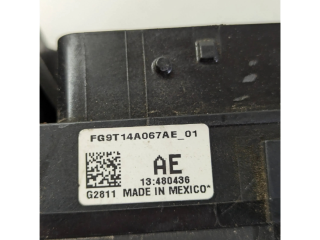 FG9T14A067AE_01
AE
13:480436
G2811 MADE IN MEXICO*